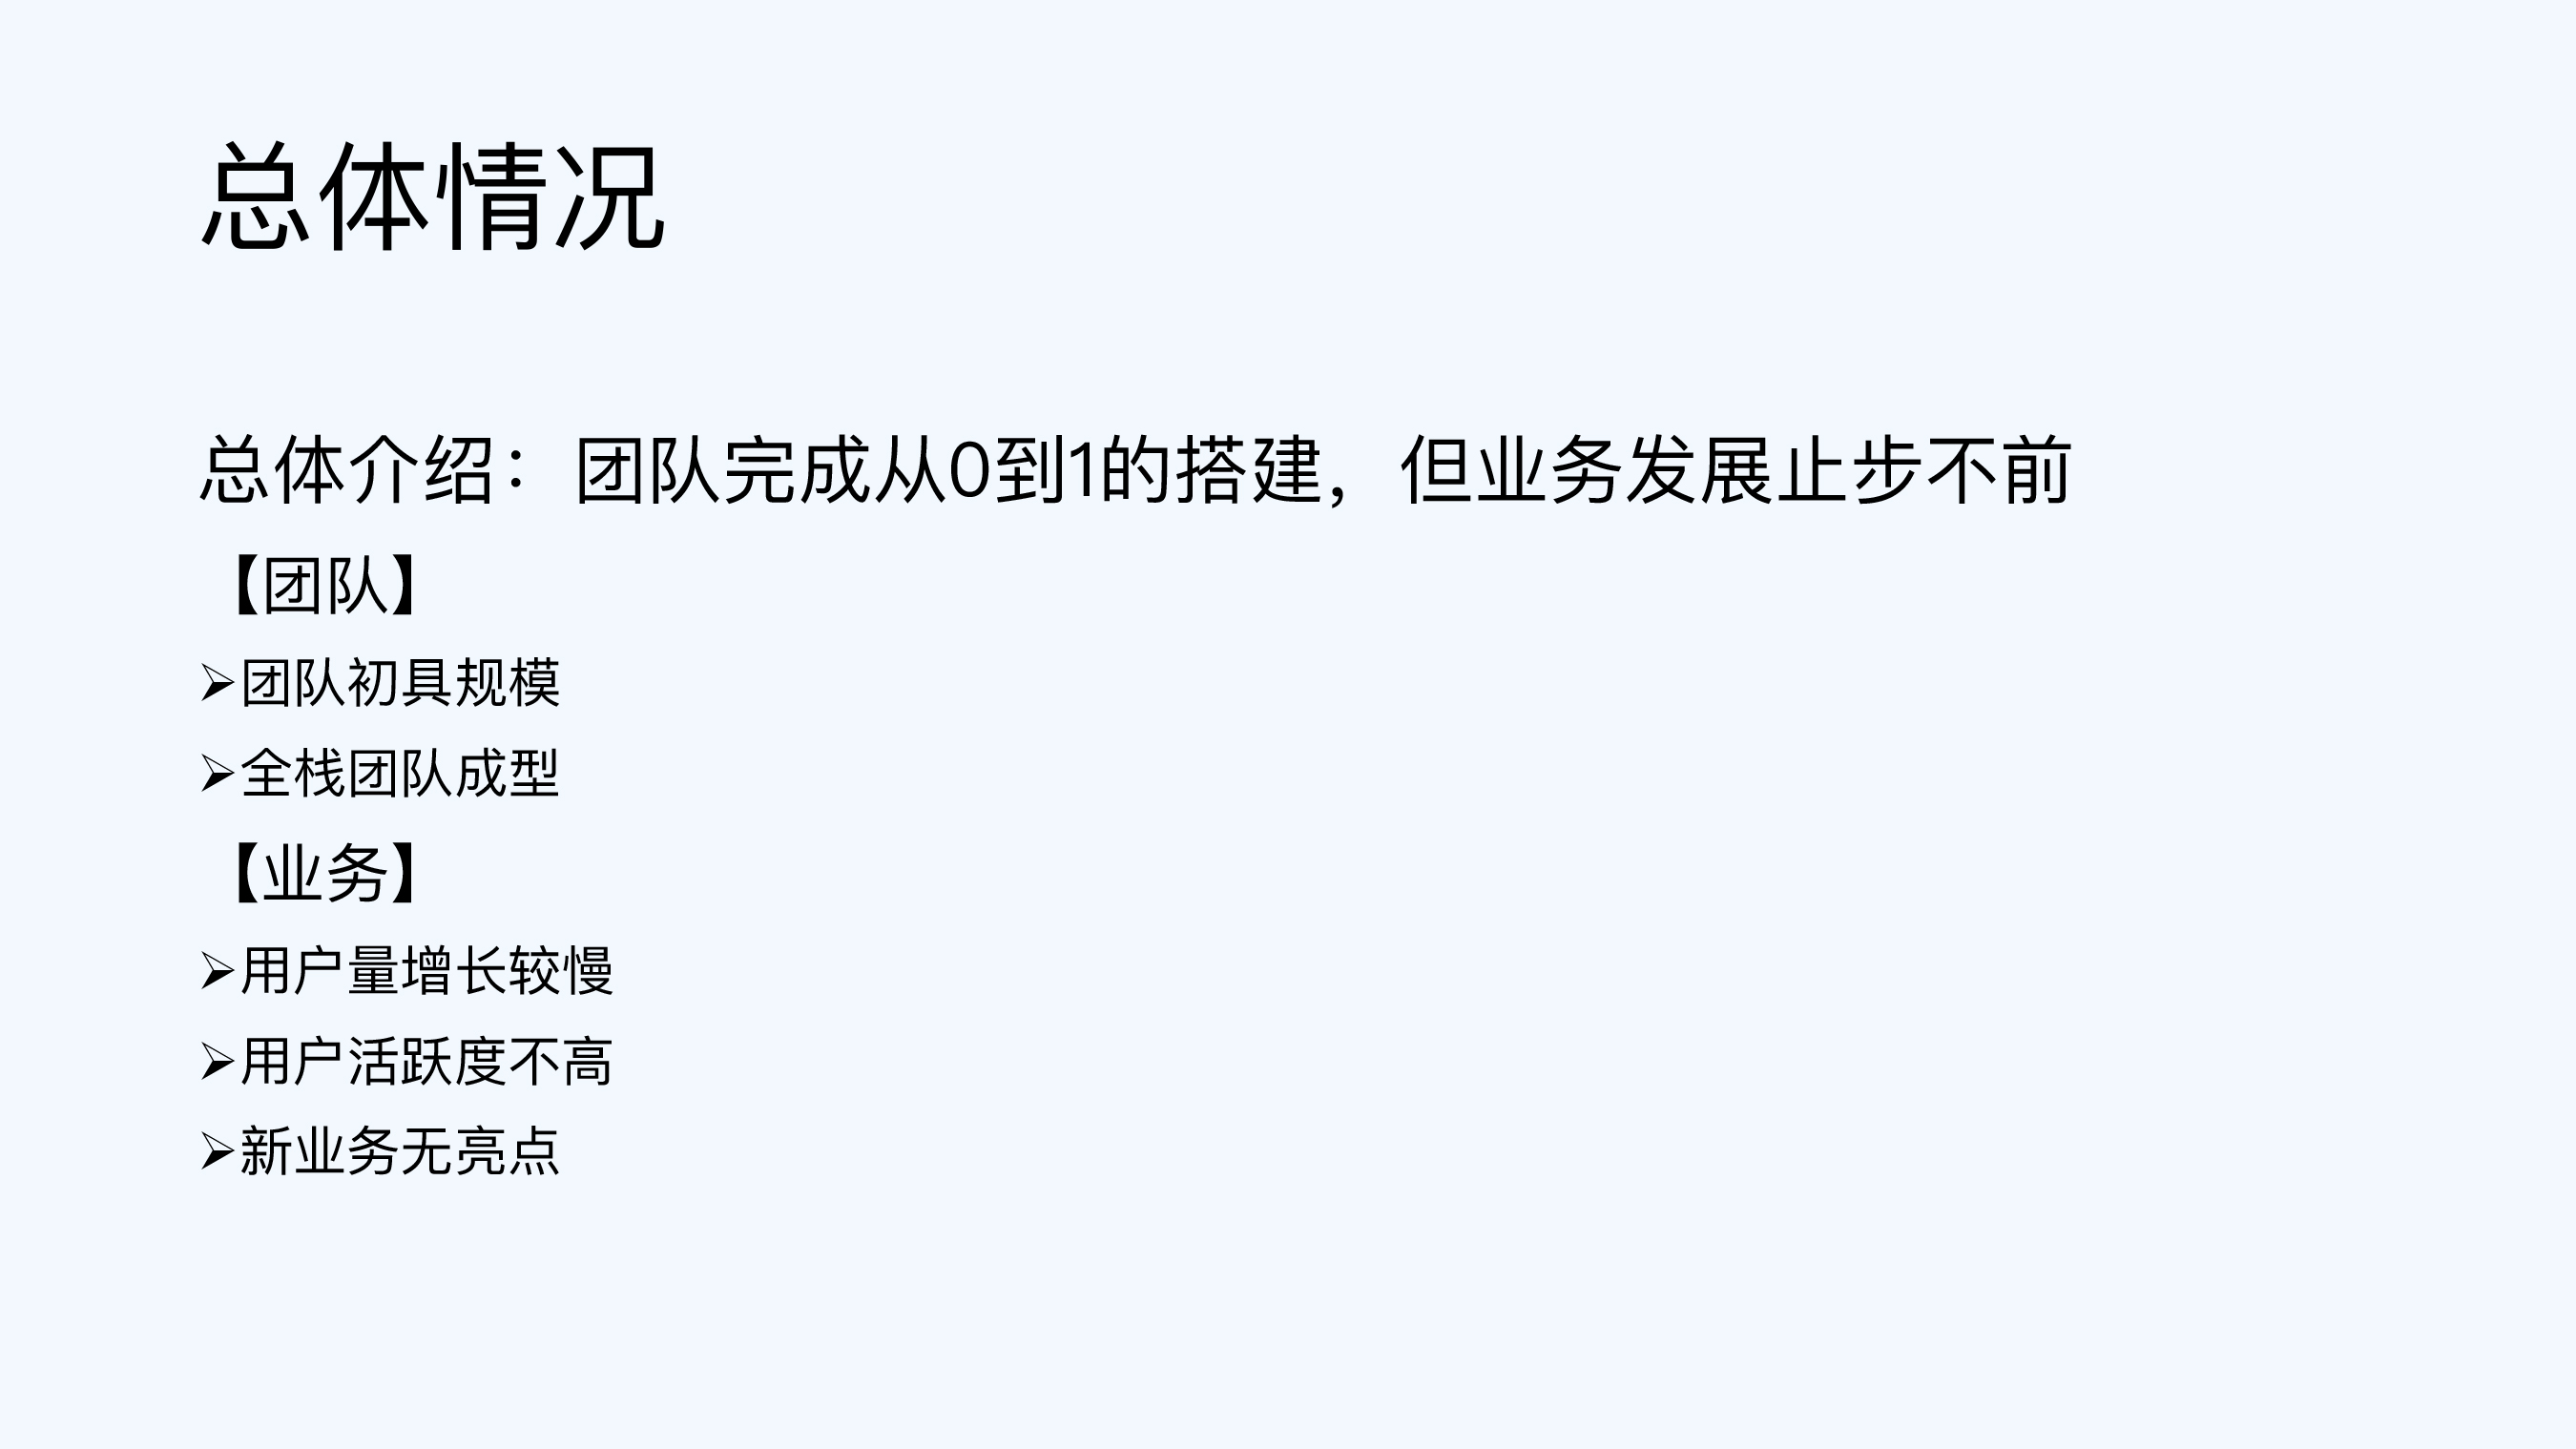 总体情况
总体介绍：团队完成从0到1的搭建，但业务发展止步不前
【团队】
➢团队初具规模
➢全栈团队成型
【业务】
➢用户量增长较慢
➢用户活跃度不高
➢新业务无亮点